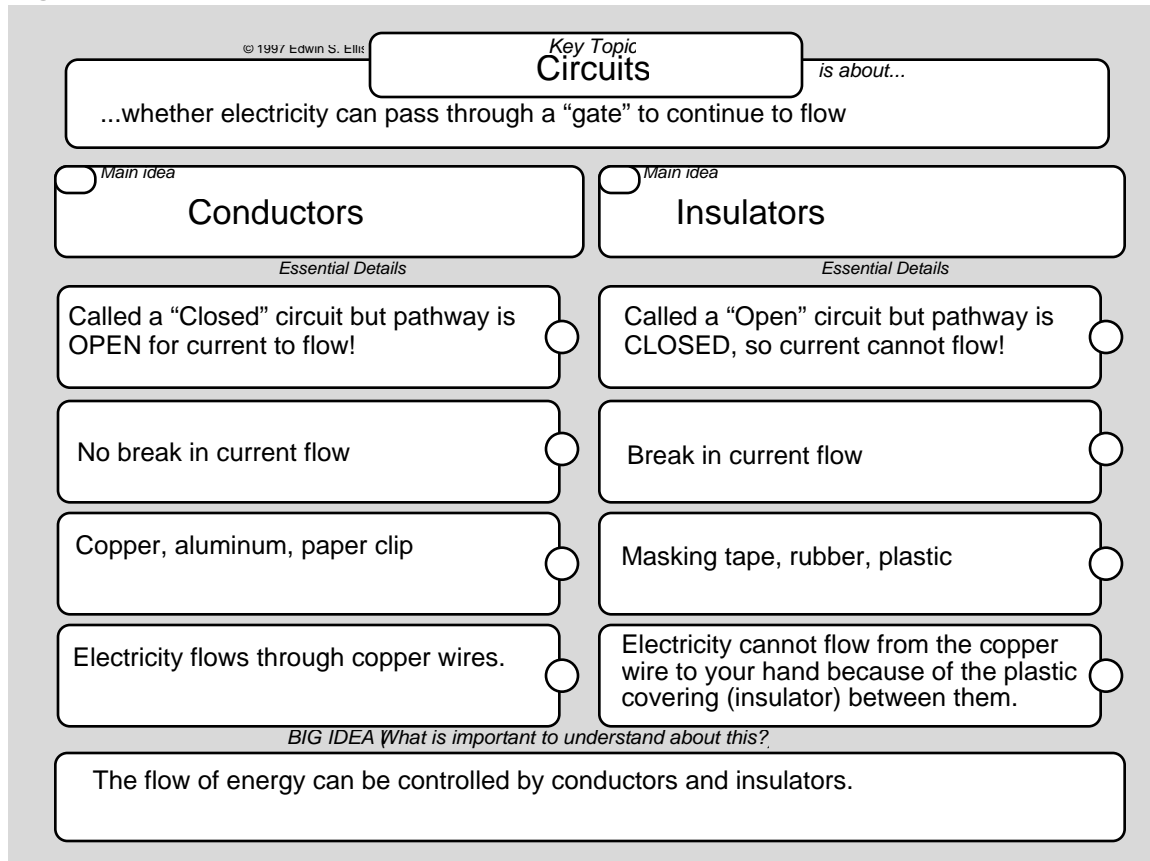 © 1997 Edwin S. Ellis
Key Topic
Circuits
is about...
...whether electricity can pass through a “gate” to continue to flow
Main idea
Conductors
Essential Details
Called a “Closed” circuit but pathway is
OPEN for current to flow!
No break in current flow
Copper, aluminum, paper clip
Electricity flows through copper wires.
Main idea
Insulators
Essential Details
Called a “Open” circuit but pathway is
CLOSED, so current cannot flow!
Break in current flow
Masking tape, rubber, plastic
Electricity cannot flow from the copper
wire to your hand because of the plastic
covering (insulator) between them.
BIG IDEA What is important to understand about this?
The flow of energy can be controlled by conductors and insulators.